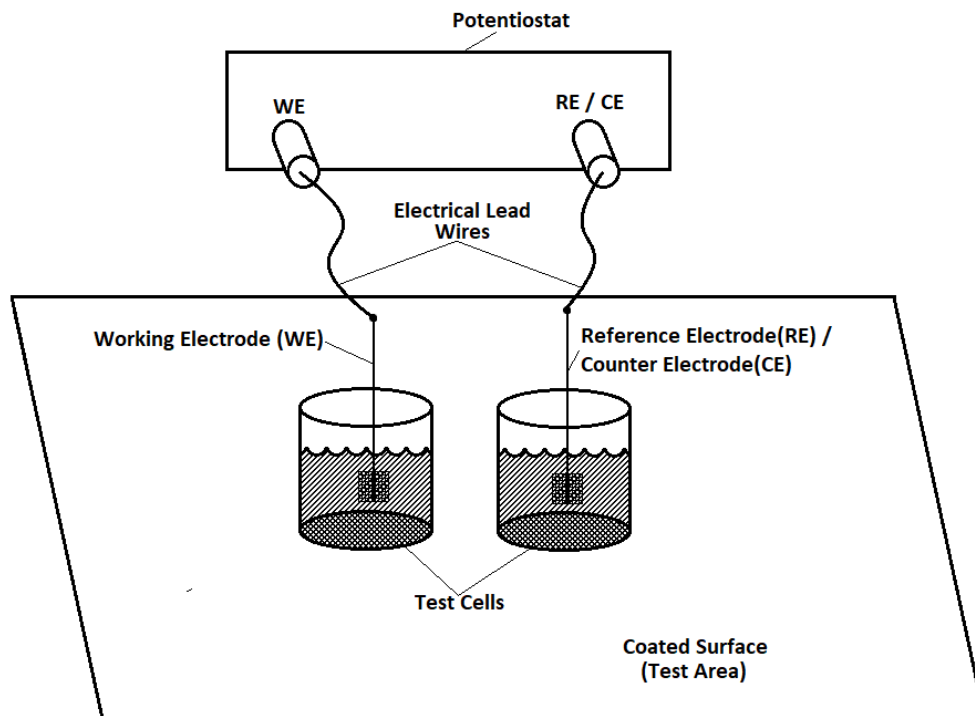 Potentiostat
WE
RE / CE
Electrical Lead
Wires
Working Electrode (WE)
Reference Electrode(RE) /
Counter Electrode(CE)
Test Cells
Coated Surface
(Test Area)